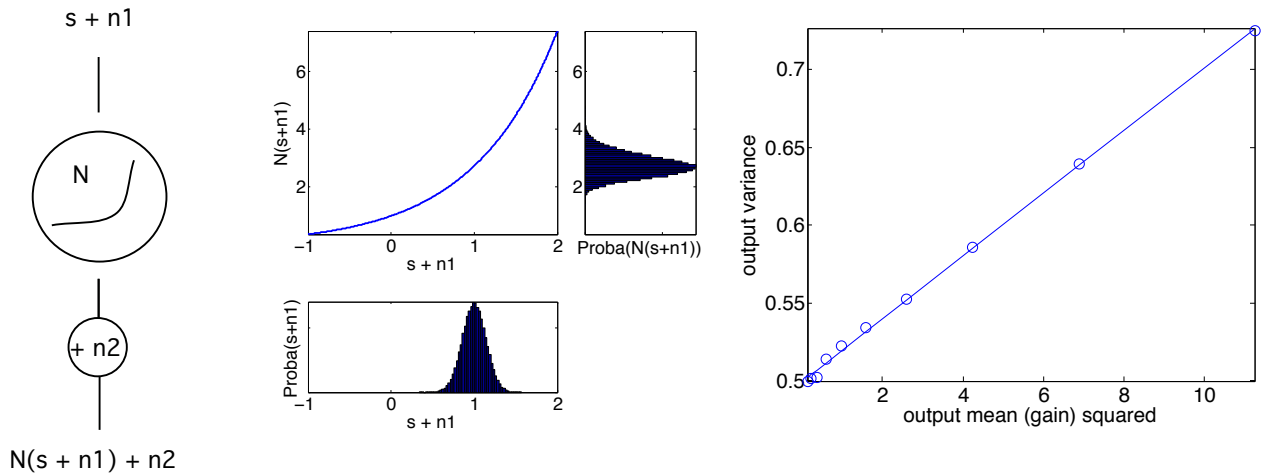 s + n1
N
+ n2
N(s + n1) + n2
N(s+n1)
6
4
2
−1
0
1
2
s + n1
6
4
2
Proba(N(s+n1))
Proba(s+n1)
−1
0
1
2
s + n1
output variance
0.7
0.65
0.6
0.55
0.5
2
4
6
8
10
output mean (gain) squared